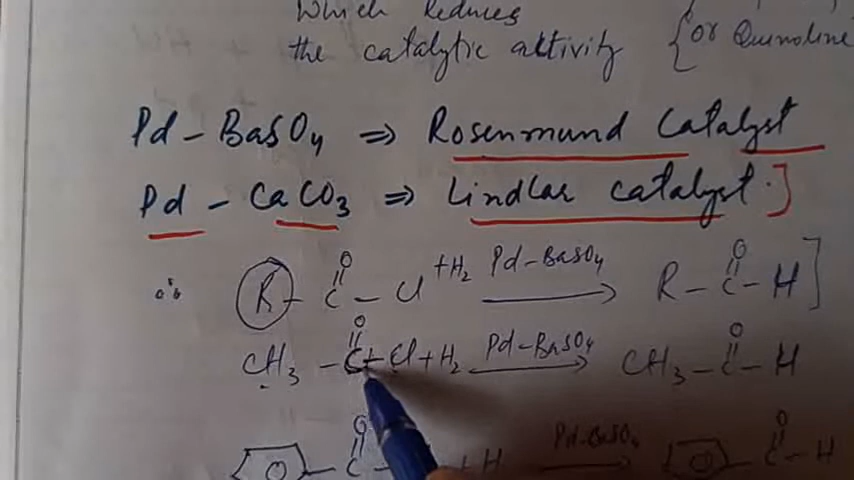 Which reduces
the catalytic activity { or Quinoline
Pd - BaSO4 ⇒ Rosenmund Catalyst
Pd - CaCO3 ⇒ Lindlar catalyst.]
∴ R - C(=O) - Cl + H2 —Pd-BaSO4→ R - C(=O) - H ]
CH3 - C(=O) - Cl + H2 —Pd-BaSO4→ CH3 - C(=O) - H
C(=O) + H —Pd-BaSO4→ C(=O) - H